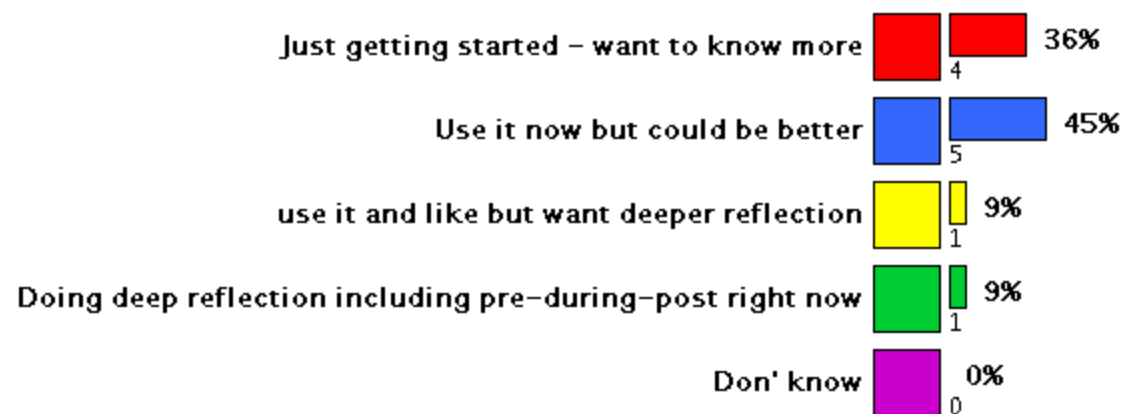 Just getting started – want to know more 36%
4
Use it now but could be better 45%
5
use it and like but want deeper reflection 9%
1
Doing deep reflection including pre-during-post right now 9%
1
Don' know 0%
0